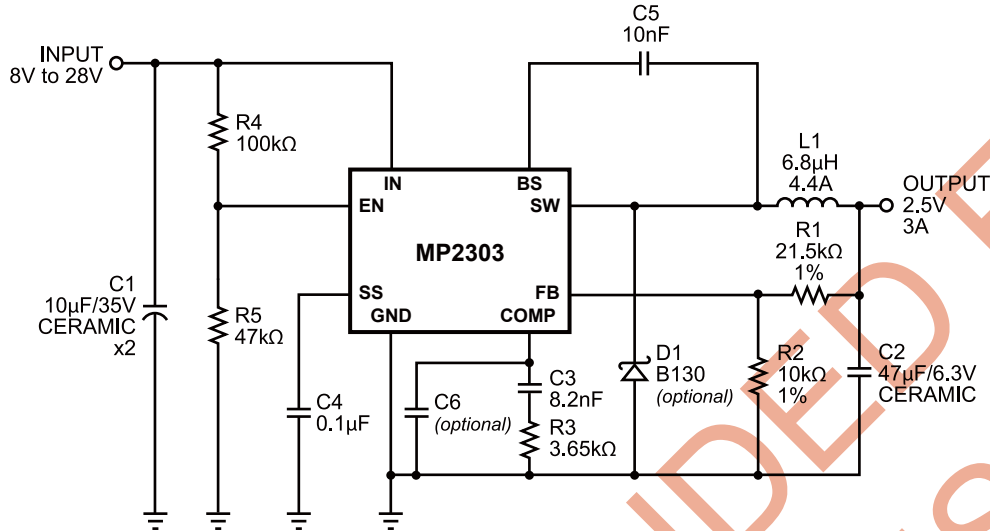 C5
10nF
INPUT
8V to 28V
R4
100kΩ
L1
6.8µH
4.4A
OUTPUT
2.5V
3A
IN
BS
EN
SW
MP2303
R1
21.5kΩ
1%
C1
10µF/35V
CERAMIC
x2
R5
47kΩ
SS
FB
GND
COMP
C4
0.1µF
C6
(optional)
C3
8.2nF
R3
3.65kΩ
D1
B130
(optional)
R2
10kΩ
1%
C2
47µF/6.3V
CERAMIC